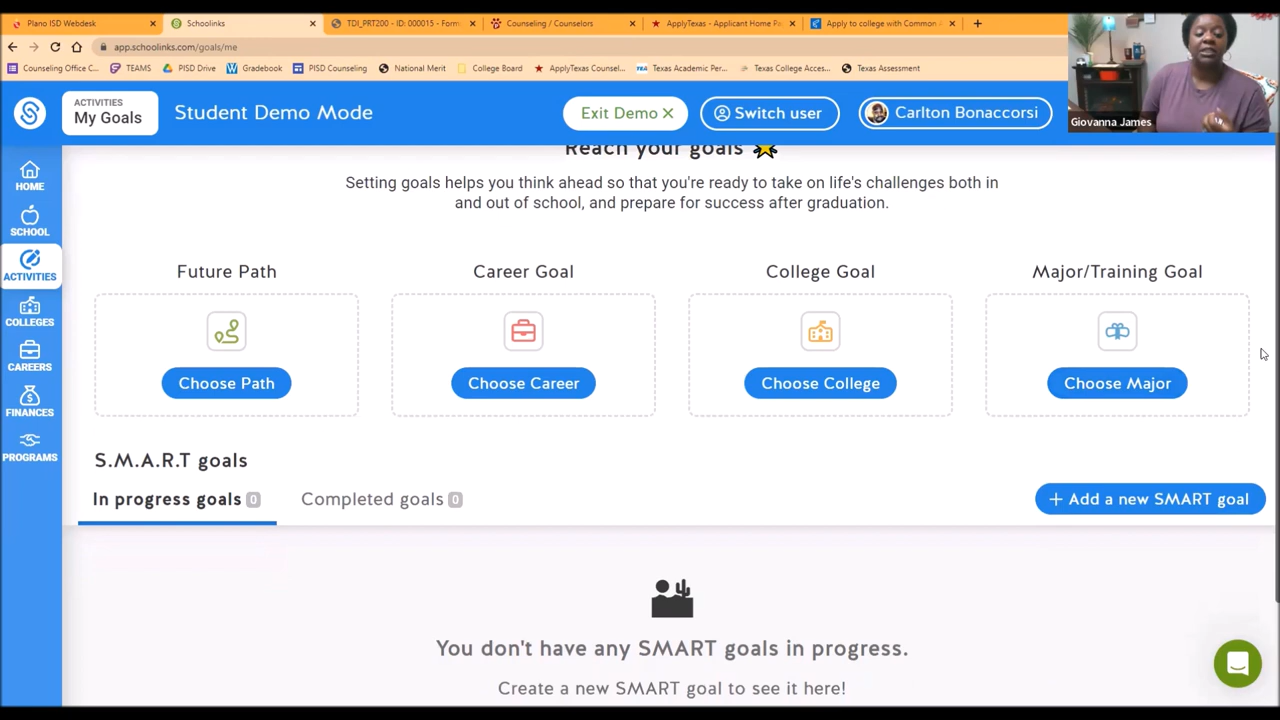 Plano ISD Webdesk
Schoolinks
TDI_PRT200 - ID: 000015 - Form
Counseling / Counselors
ApplyTexas - Applicant Home P
Apply to college with Common
app.schoolinks.com/goals/me
Counseling Office C...
TEAMS
PISD Drive
Gradebook
PISD Counseling
National Merit
College Board
ApplyTexas Counsel...
Texas Academic Per...
Texas College Acces...
Texas Assessment
Giovanna James
ACTIVITIES
My Goals
Student Demo Mode
Exit Demo ✕
Switch user
Carlton Bonaccorsi
HOME
SCHOOL
ACTIVITIES
COLLEGES
CAREERS
FINANCES
PROGRAMS
Reach your goals
Setting goals helps you think ahead so that you're ready to take on life's challenges both in
and out of school, and prepare for success after graduation.
Future Path
Career Goal
College Goal
Major/Training Goal
Choose Path
Choose Career
Choose College
Choose Major
S.M.A.R.T goals
In progress goals 0
Completed goals 0
+ Add a new SMART goal
You don't have any SMART goals in progress.
Create a new SMART goal to see it here!